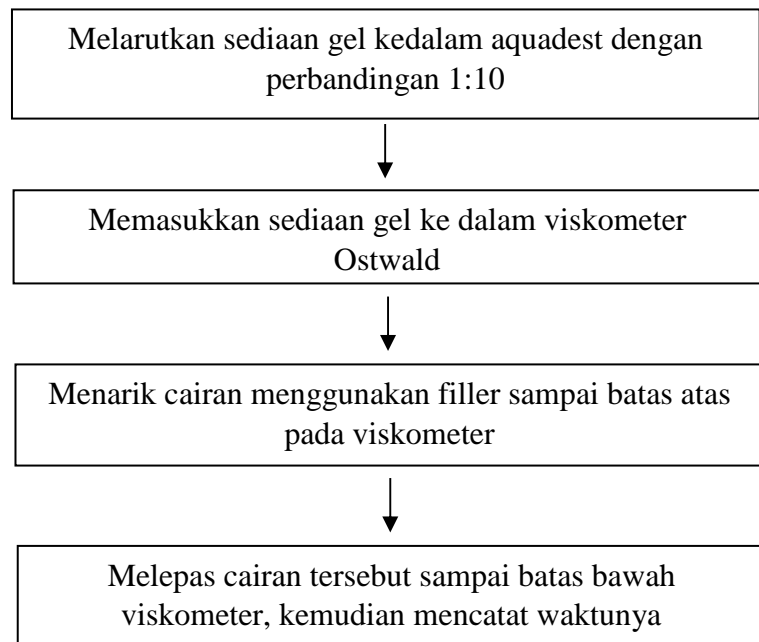 Melarutkan sediaan gel kedalam aquadest dengan
perbandingan 1:10
Memasukkan sediaan gel ke dalam viskometer
Ostwald
Menarik cairan menggunakan filler sampai batas atas
pada viskometer
Melepas cairan tersebut sampai batas bawah
viskometer, kemudian mencatat waktunya